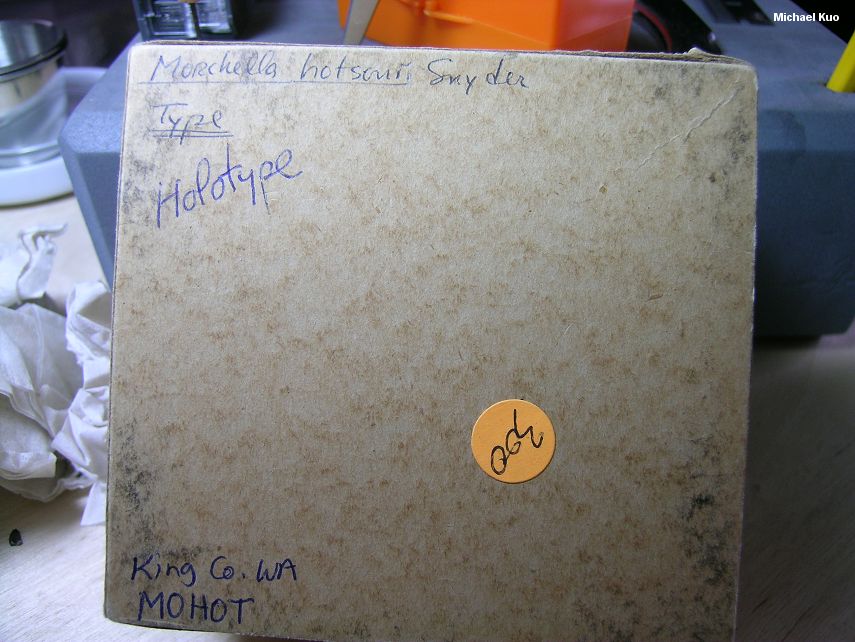 Michael Kuo
Morchella hotsonii Snyder
Type
Holotype
King Co. WA
MOHOT